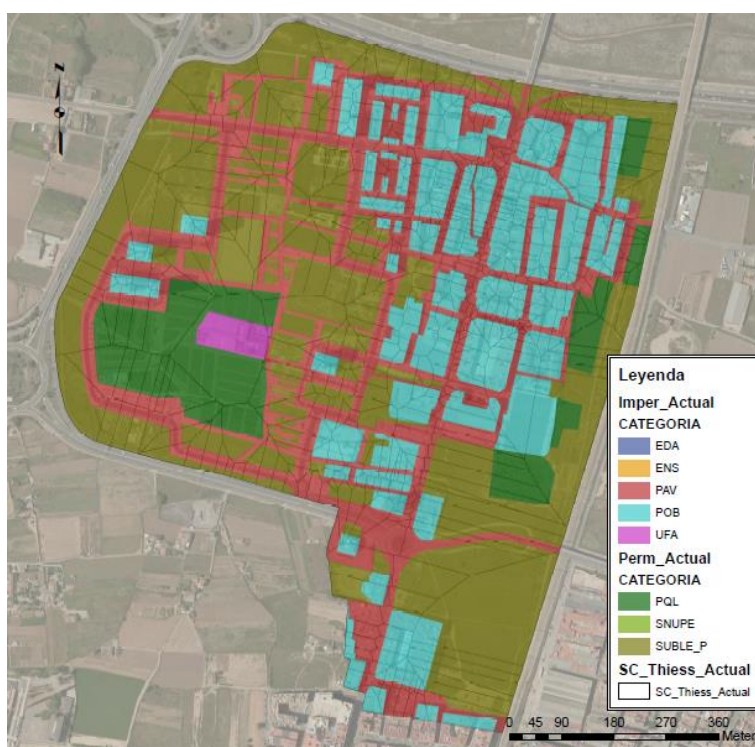 Z
Leyenda
Imper_Actual
CATEGORIA
EDA
ENS
PAV
POB
UFA
Perm_Actual
CATEGORIA
PQL
SNUPE
SUBLE_P
SC_Thiess_Actual
SC_Thiess_Actual
0 45 90 180 270 360
Mete